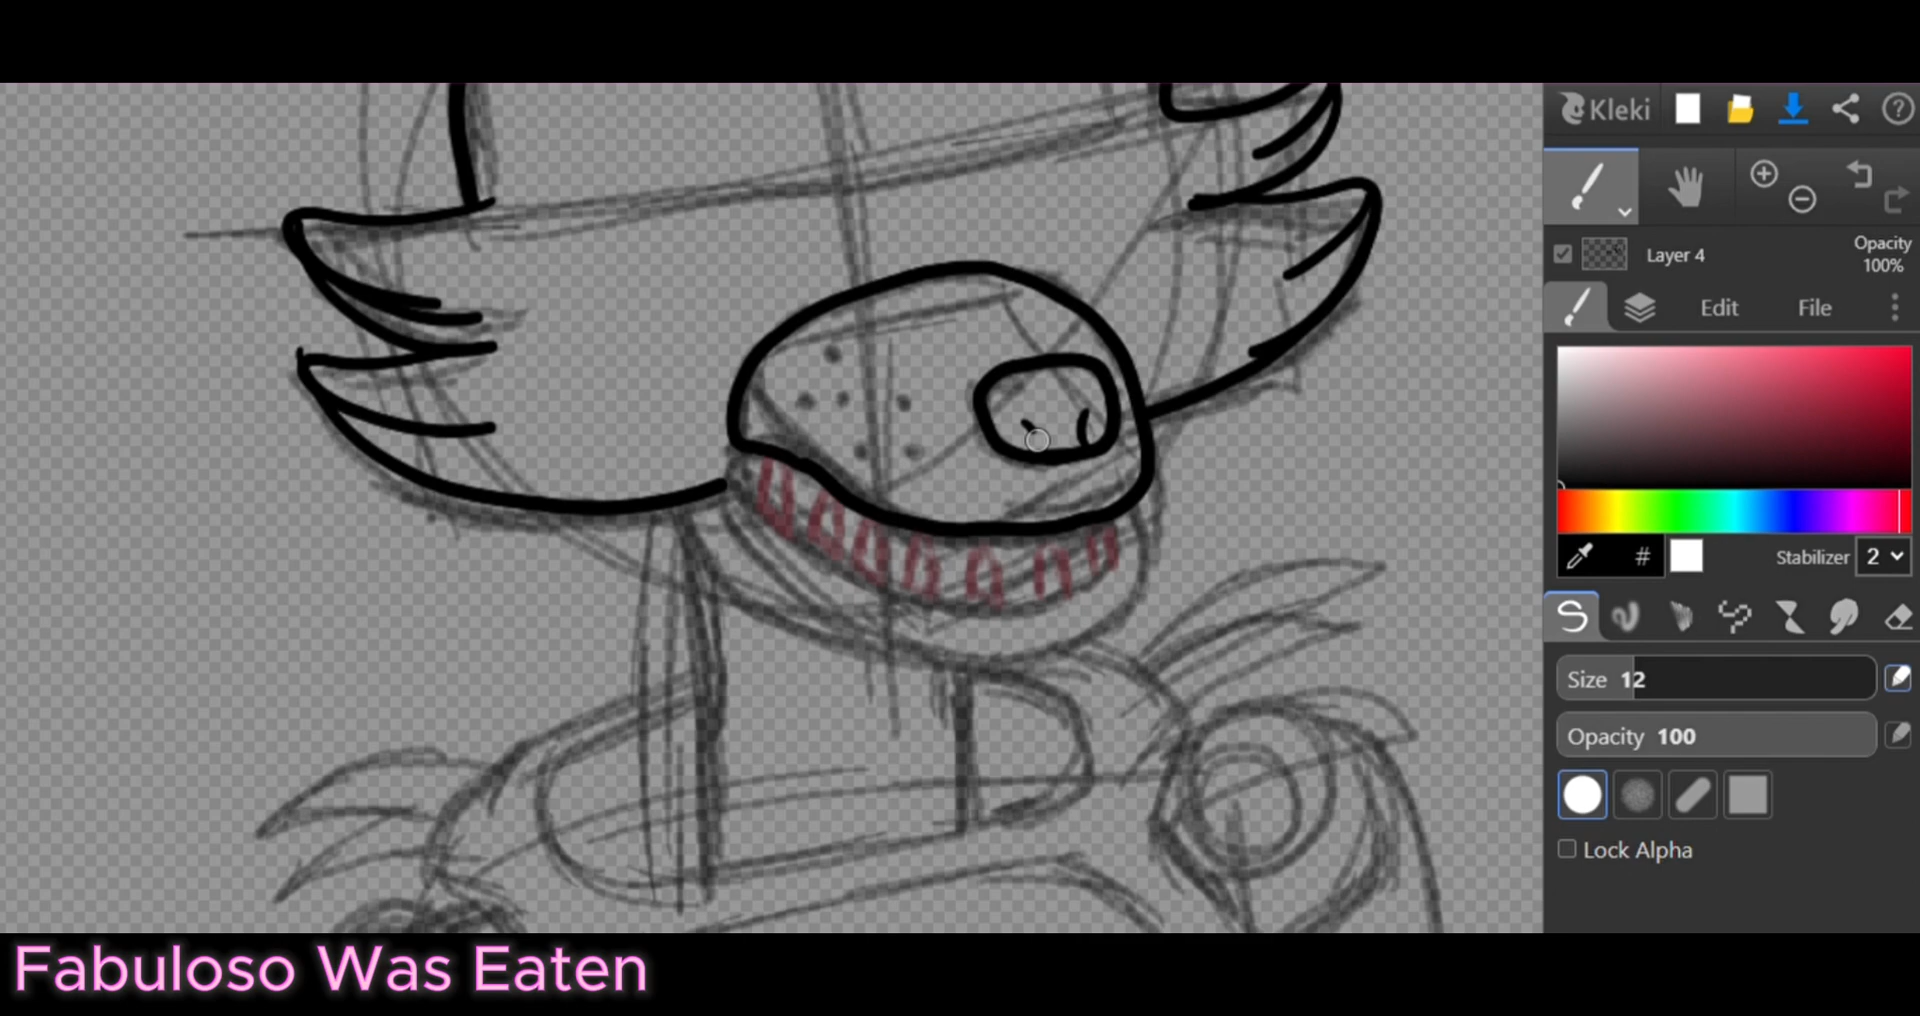 Kleki
Layer 4
Opacity
100%
Edit
File
#
Stabilizer 2
Size 12
Opacity 100
Lock Alpha
Fabuloso Was Eaten